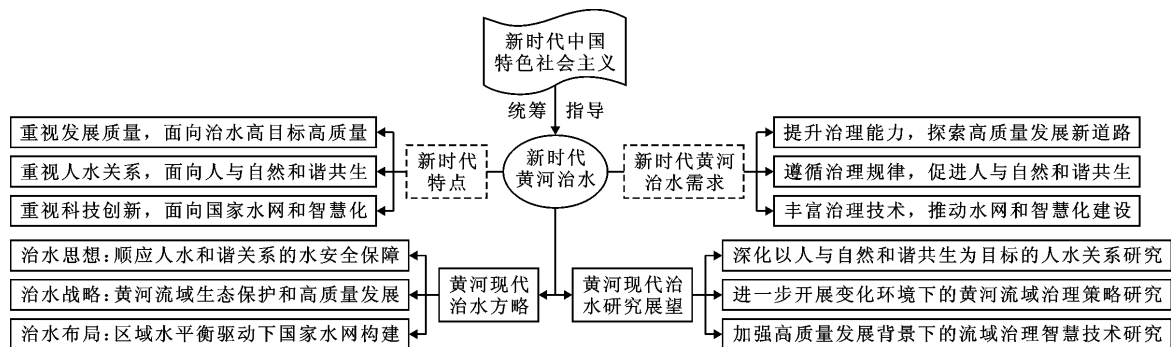 新时代中国
特色社会主义
统筹 指导
新时代
黄河治水
新时代
特点
重视发展质量，面向治水高目标高质量
重视人水关系，面向人与自然和谐共生
重视科技创新，面向国家水网和智慧化
新时代黄河
治水需求
提升治理能力，探索高质量发展新道路
遵循治理规律，促进人与自然和谐共生
丰富治理技术，推动水网和智慧化建设
黄河现代
治水方略
治水思想：顺应人水和谐关系的水安全保障
治水战略：黄河流域生态保护和高质量发展
治水布局：区域水平衡驱动下国家水网构建
黄河现代治
水研究展望
深化以人与自然和谐共生为目标的人水关系研究
进一步开展变化环境下的黄河流域治理策略研究
加强高质量发展背景下的流域治理智慧技术研究